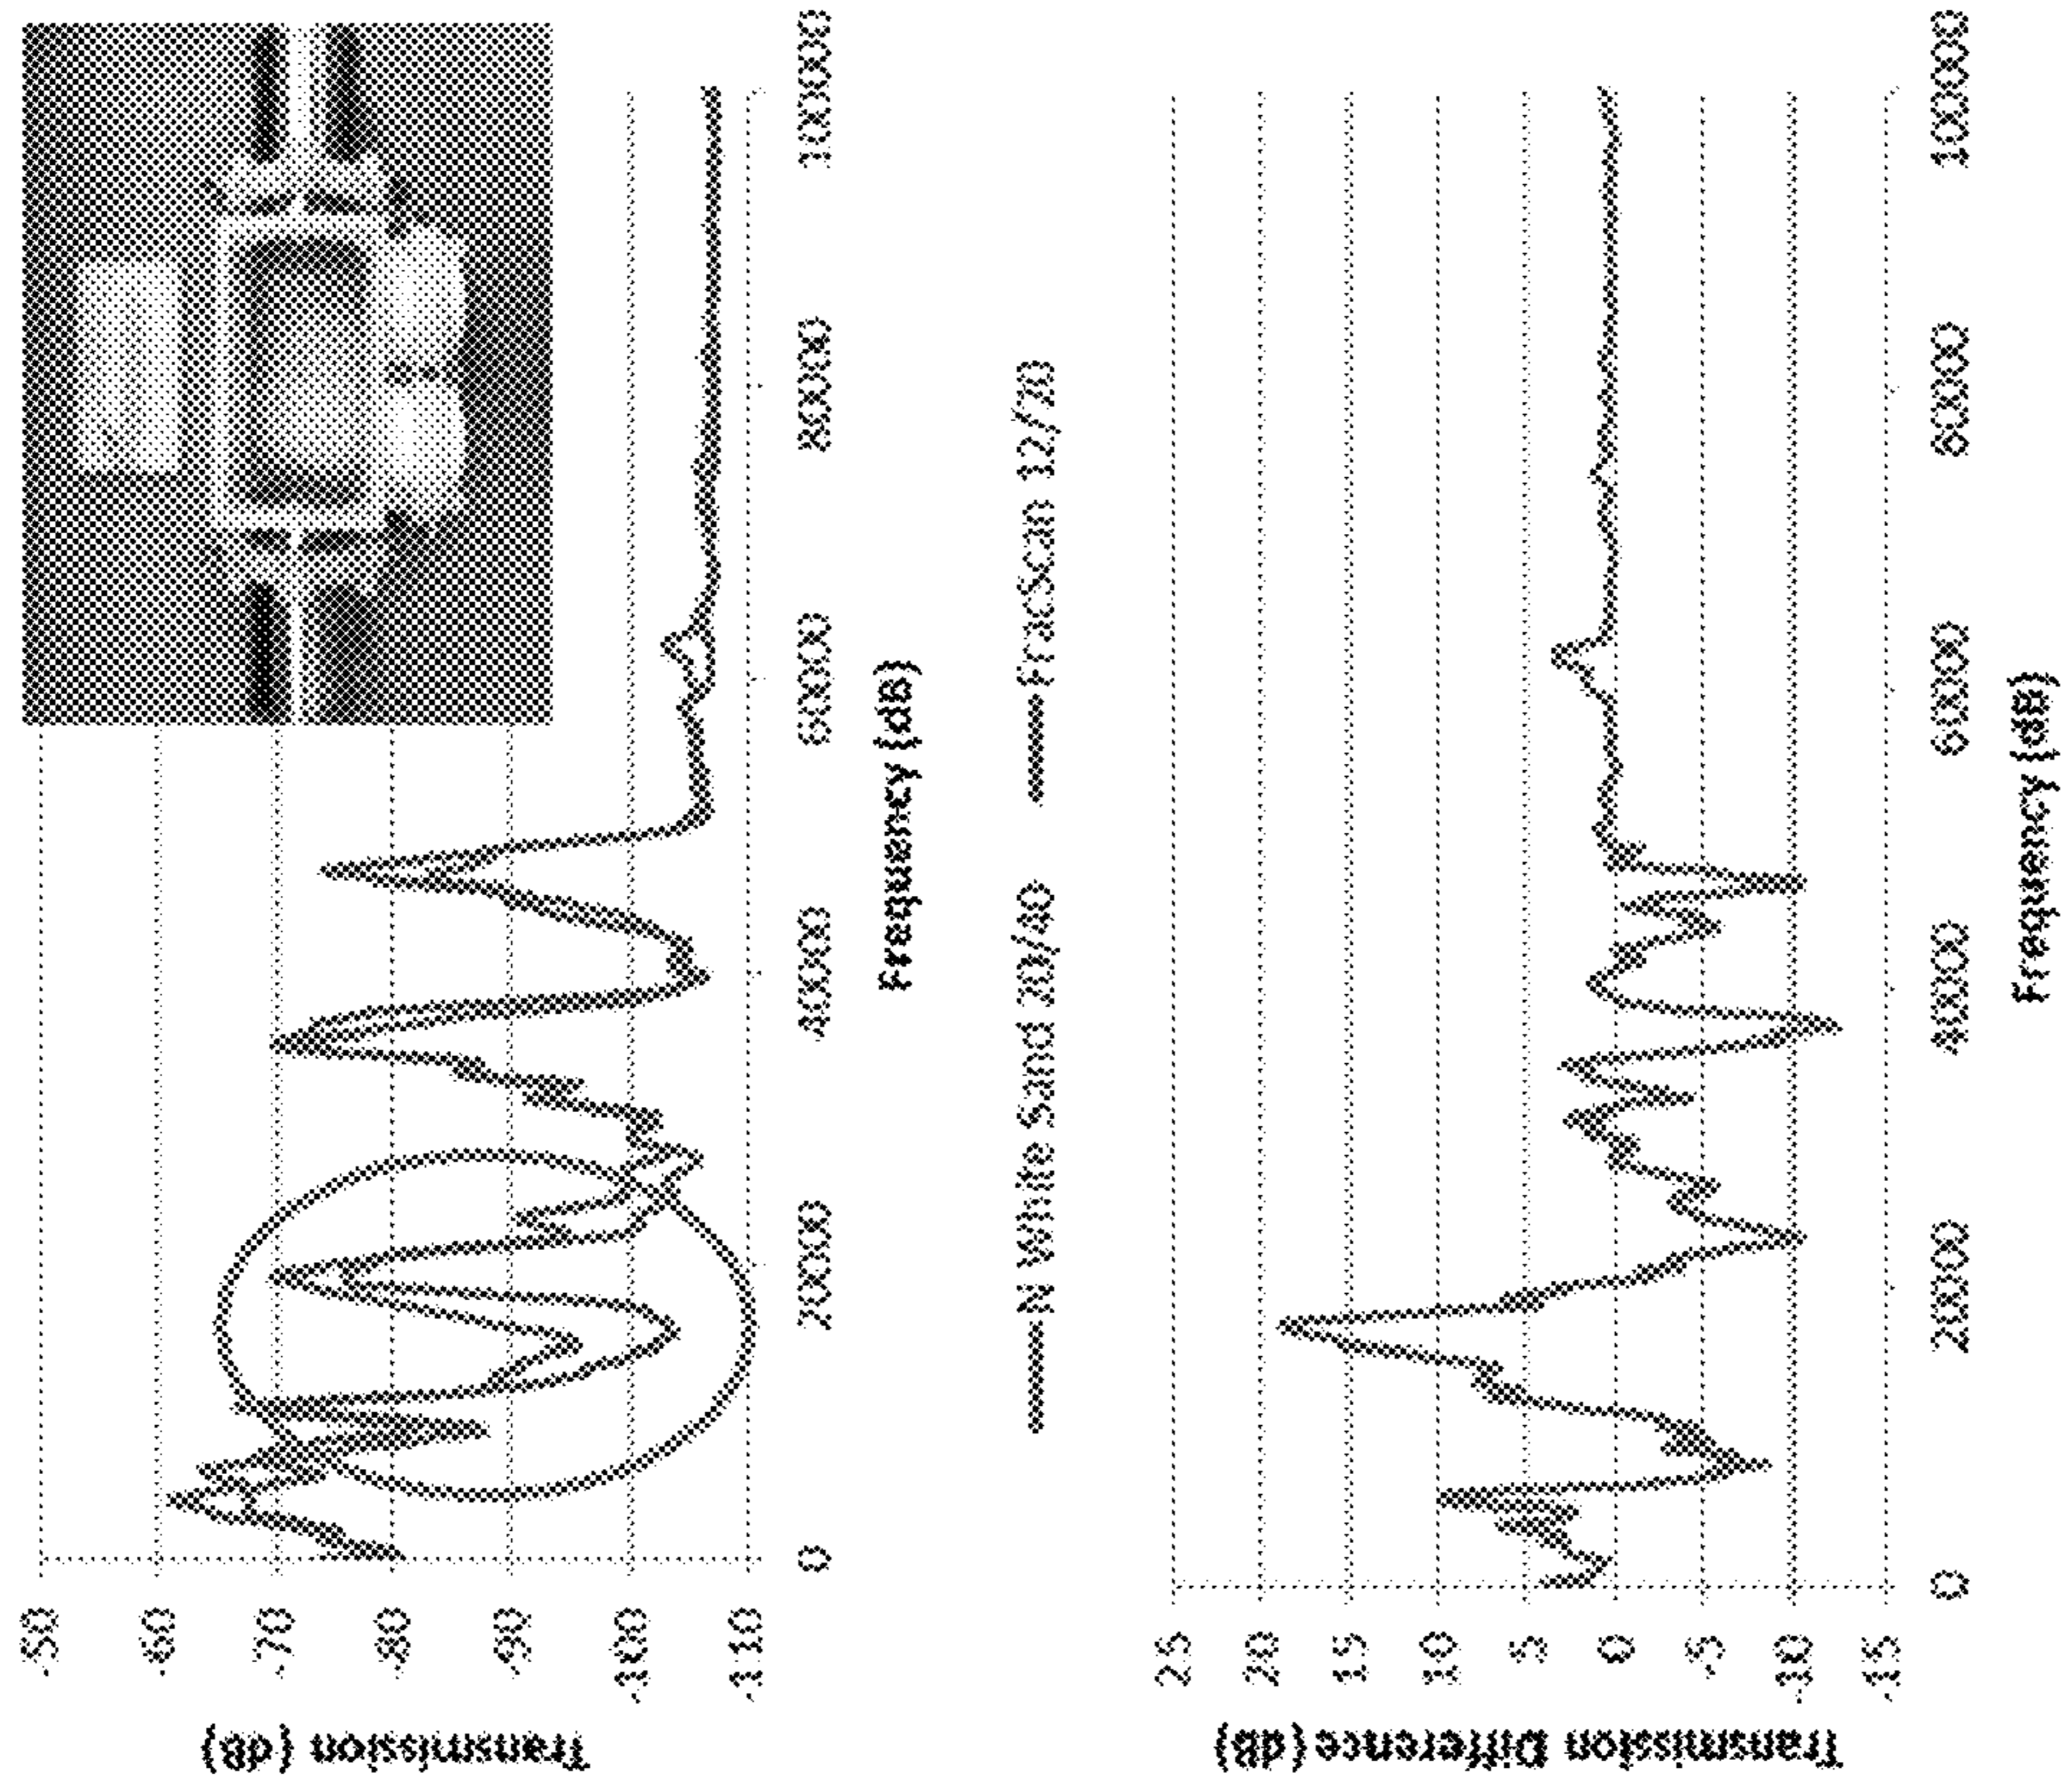 Transmission (dB)
-50
-60
-70
-80
-90
-100
-110
0 20000 40000 60000 80000 100000
Frequency (dB)
N White Sand 20/40 FracScan 12/20
Transmission Difference (dB)
25
20
15
10
5
0
-5
-10
-15
0 20000 40000 60000 80000 100000
Frequency (dB)